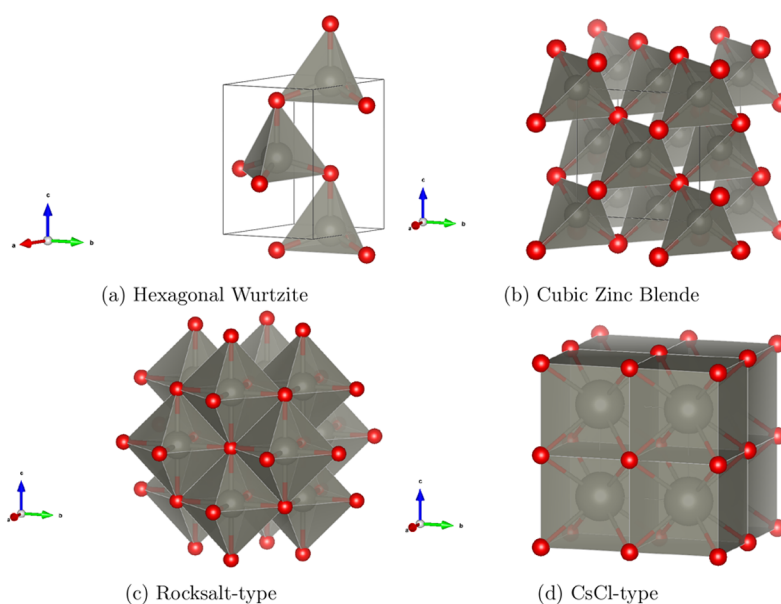 c
a
b
c
a
b
(a) Hexagonal Wurtzite
(b) Cubic Zinc Blende
c
a
b
c
a
b
(c) Rocksalt-type
(d) CsCl-type